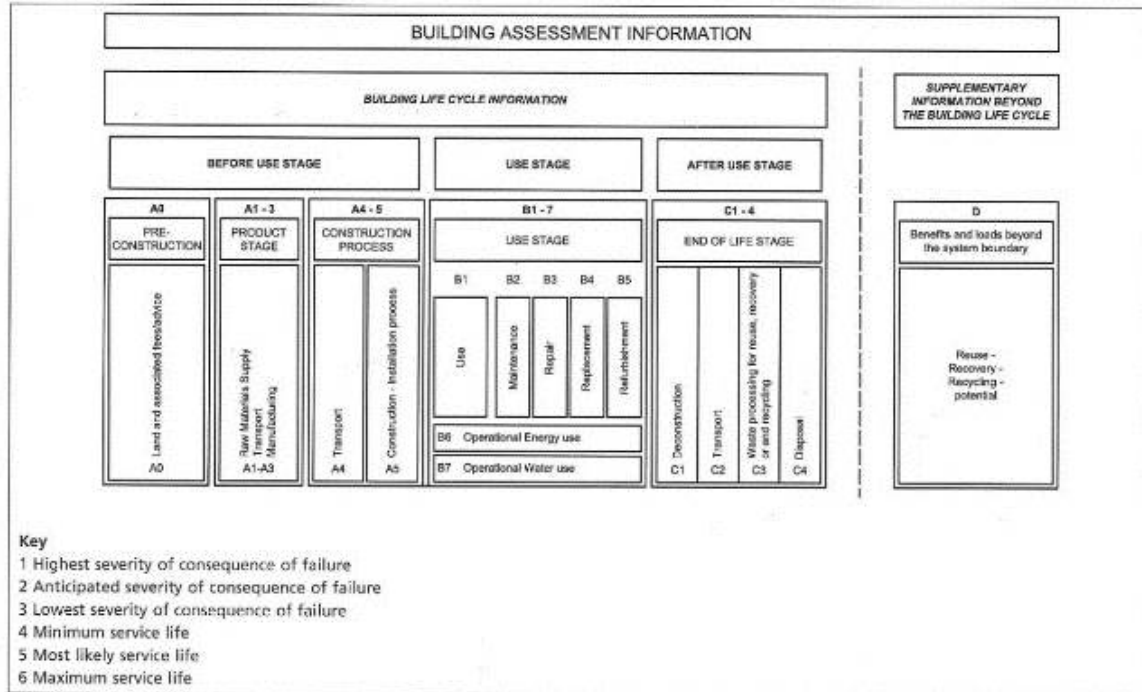 BUILDING ASSESSMENT INFORMATION
BUILDING LIFE CYCLE INFORMATION
SUPPLEMENTARY
INFORMATION BEYOND
THE BUILDING LIFE CYCLE
BEFORE USE STAGE
USE STAGE
AFTER USE STAGE
A0
PRE-
CONSTRUCTION
Land and associated fees/advice
A0
A1 - 3
PRODUCT
STAGE
Raw Materials Supply
Transport
Manufacturing
A1-A3
A4 - 5
CONSTRUCTION
PROCESS
Transport
A4
Construction - Installation process
A5
B1 - 7
USE STAGE
B1
Use
B2
Maintenance
B3
Repair
B4
Replacement
B5
Refurbishment
B6 Operational Energy use
B7 Operational Water use
C1 - 4
END OF LIFE STAGE
Deconstruction
C1
Transport
C2
Waste processing for reuse, recovery
or and recycling
C3
Disposal
C4
D
Benefits and loads beyond
the system boundary
Reuse -
Recovery -
Recycling -
potential
Key
1 Highest severity of consequence of failure
2 Anticipated severity of consequence of failure
3 Lowest severity of consequence of failure
4 Minimum service life
5 Most likely service life
6 Maximum service life